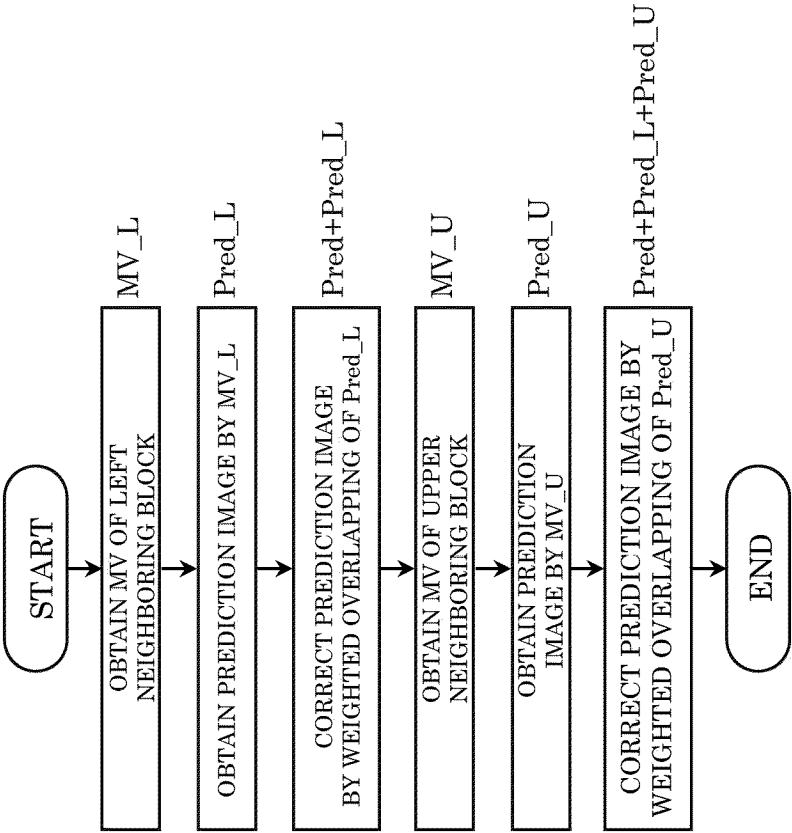 START
OBTAIN MV OF LEFT
NEIGHBORING BLOCK
MV_L
OBTAIN PREDICTION IMAGE BY MV_L
Pred_L
CORRECT PREDICTION IMAGE
BY WEIGHTED OVERLAPPING OF Pred_L
Pred+Pred_L
OBTAIN MV OF UPPER
NEIGHBORING BLOCK
MV_U
OBTAIN PREDICTION
IMAGE BY MV_U
Pred_U
CORRECT PREDICTION IMAGE BY
WEIGHTED OVERLAPPING OF Pred_U
Pred+Pred_L+Pred_U
END